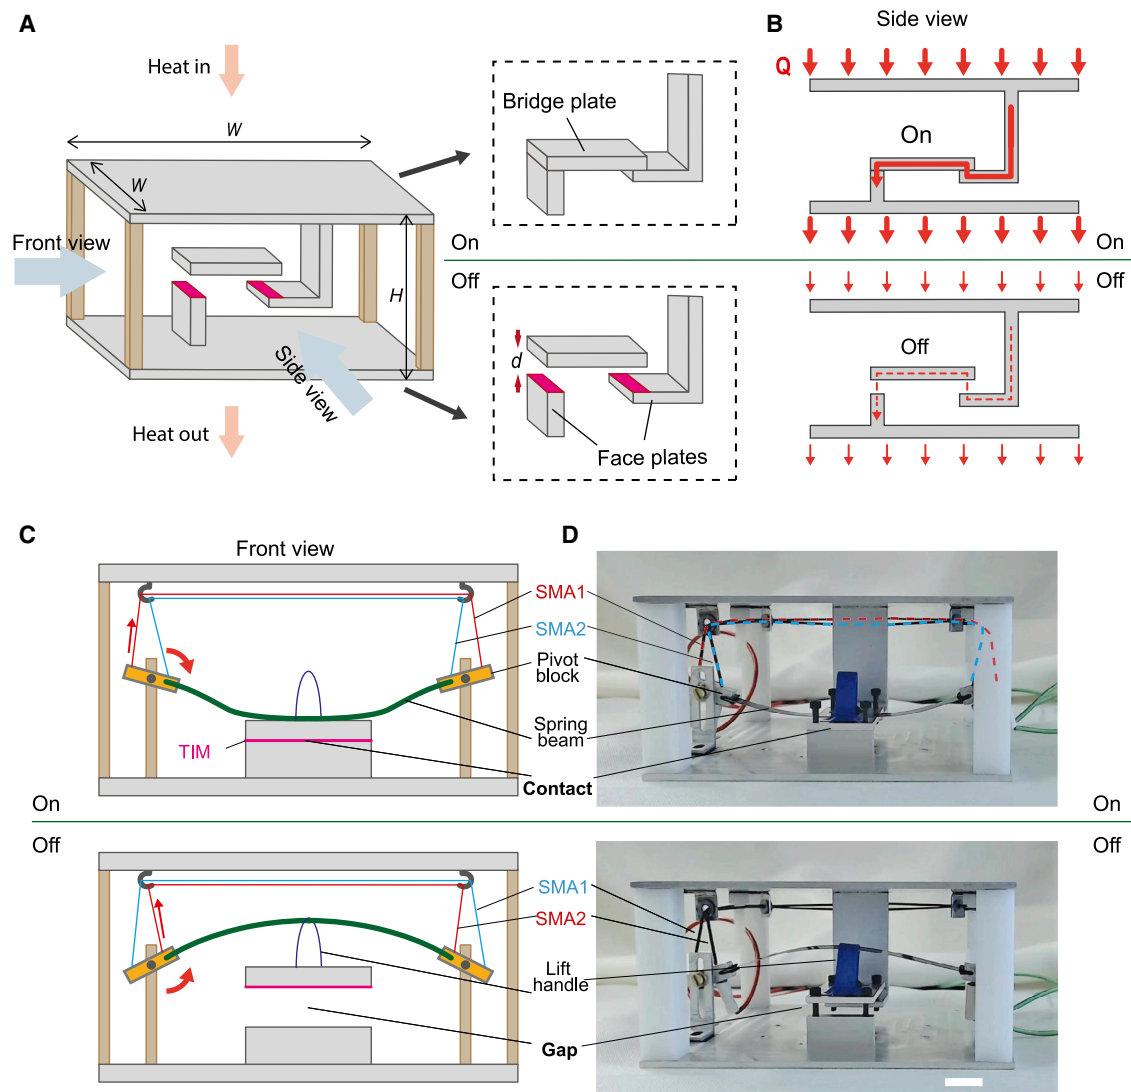 A
Heat in
W
W
Front view
H
Side view
Heat out
Bridge plate
On
Off
d
Face plates
B
Side view
Q
On
On
Off
Off
C
Front view
TIM
On
Off
SMA1
SMA2
Pivot
block
Spring
beam
Contact
SMA1
SMA2
Lift
handle
Gap
D
On
Off